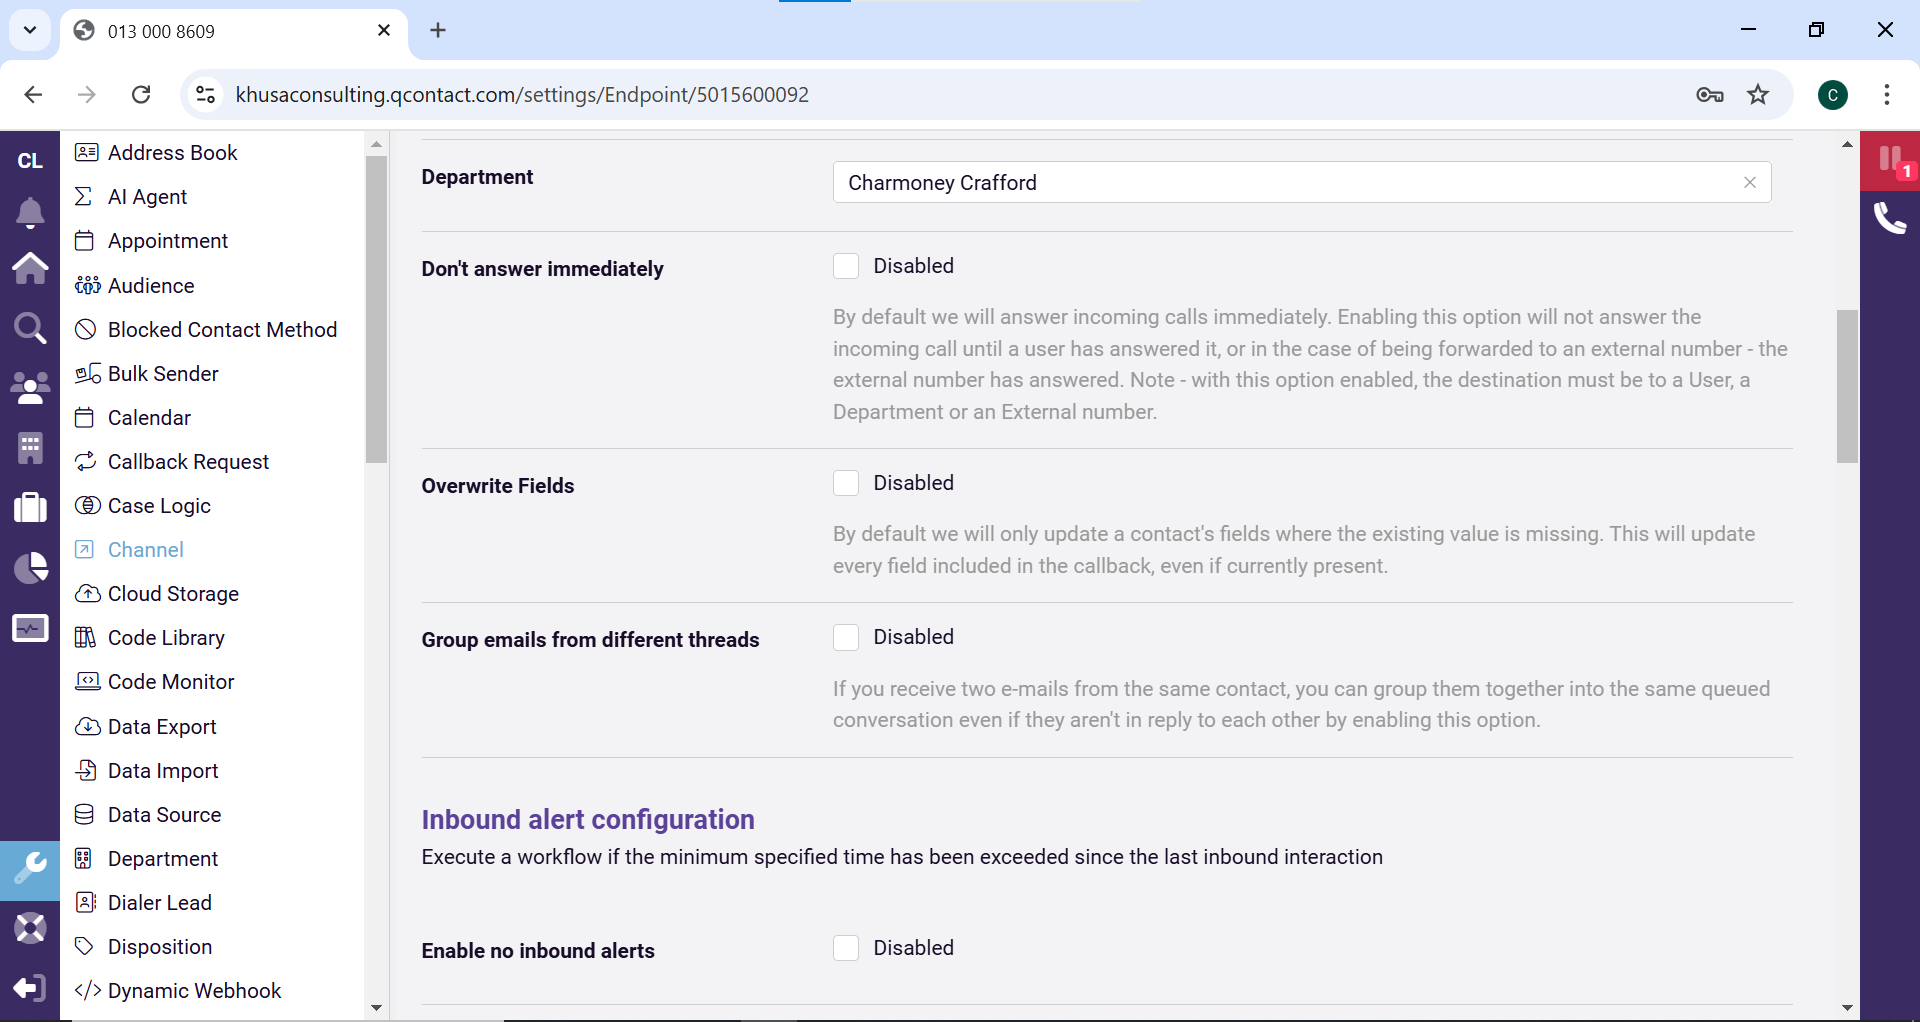 013 000 8609
khusaconsulting.qcontact.com/settings/Endpoint/5015600092
C
CL
Address Book
AI Agent
Appointment
Audience
Blocked Contact Method
Bulk Sender
Calendar
Callback Request
Case Logic
Channel
Cloud Storage
Code Library
Code Monitor
Data Export
Data Import
Data Source
Department
Dialer Lead
Disposition
Dynamic Webhook
Department
Charmoney Crafford
Don't answer immediately
Disabled
By default we will answer incoming calls immediately. Enabling this option will not answer the
incoming call until a user has answered it, or in the case of being forwarded to an external number - the
external number has answered. Note - with this option enabled, the destination must be to a User, a
Department or an External number.
Overwrite Fields
Disabled
By default we will only update a contact's fields where the existing value is missing. This will update
every field included in the callback, even if currently present.
Group emails from different threads
Disabled
If you receive two e-mails from the same contact, you can group them together into the same queued
conversation even if they aren't in reply to each other by enabling this option.
Inbound alert configuration
Execute a workflow if the minimum specified time has been exceeded since the last inbound interaction
Enable no inbound alerts
Disabled
1